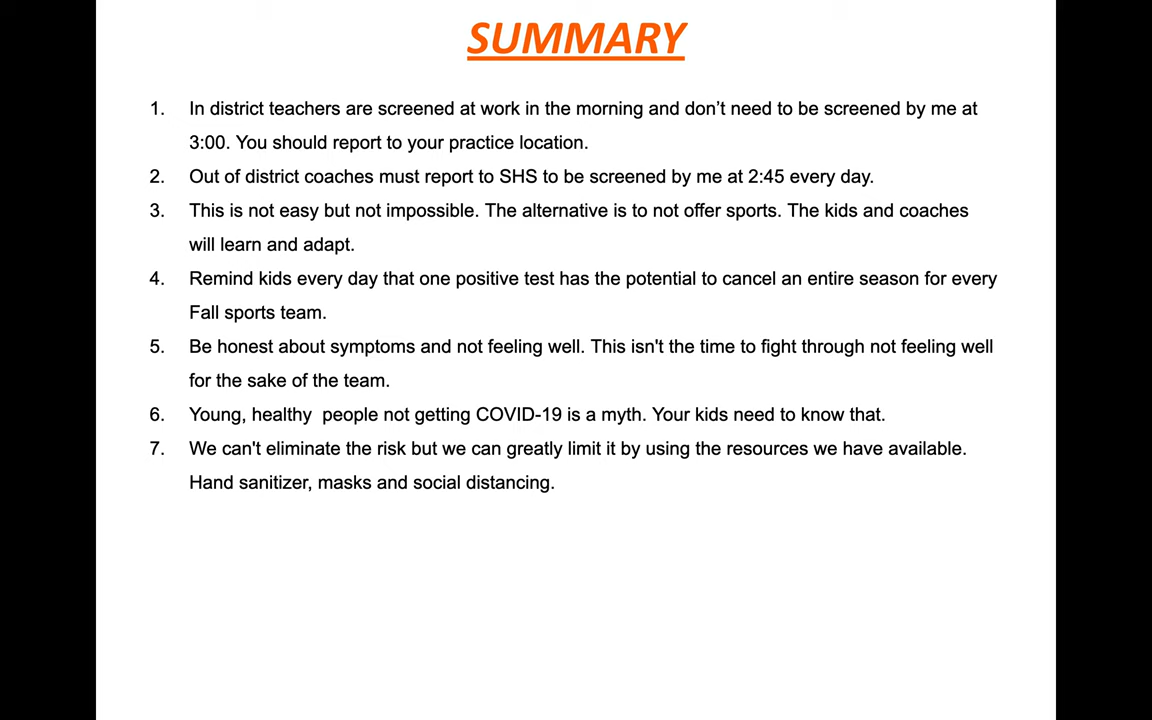 SUMMARY
1. In district teachers are screened at work in the morning and don’t need to be screened by me at
3:00. You should report to your practice location.
2. Out of district coaches must report to SHS to be screened by me at 2:45 every day.
3. This is not easy but not impossible. The alternative is to not offer sports. The kids and coaches
will learn and adapt.
4. Remind kids every day that one positive test has the potential to cancel an entire season for every
Fall sports team.
5. Be honest about symptoms and not feeling well. This isn't the time to fight through not feeling well
for the sake of the team.
6. Young, healthy  people not getting COVID-19 is a myth. Your kids need to know that.
7. We can't eliminate the risk but we can greatly limit it by using the resources we have available.
Hand sanitizer, masks and social distancing.